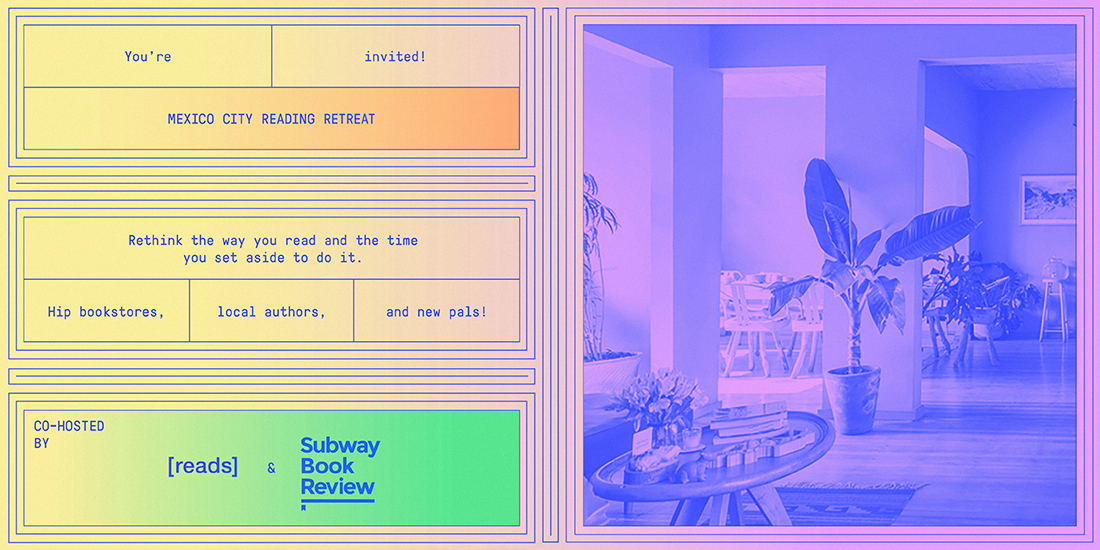 You're invited!
MEXICO CITY READING RETREAT
Rethink the way you read and the time
you set aside to do it.
Hip bookstores, local authors, and new pals!
CO-HOSTED
BY
[reads] &
Subway
Book
Review